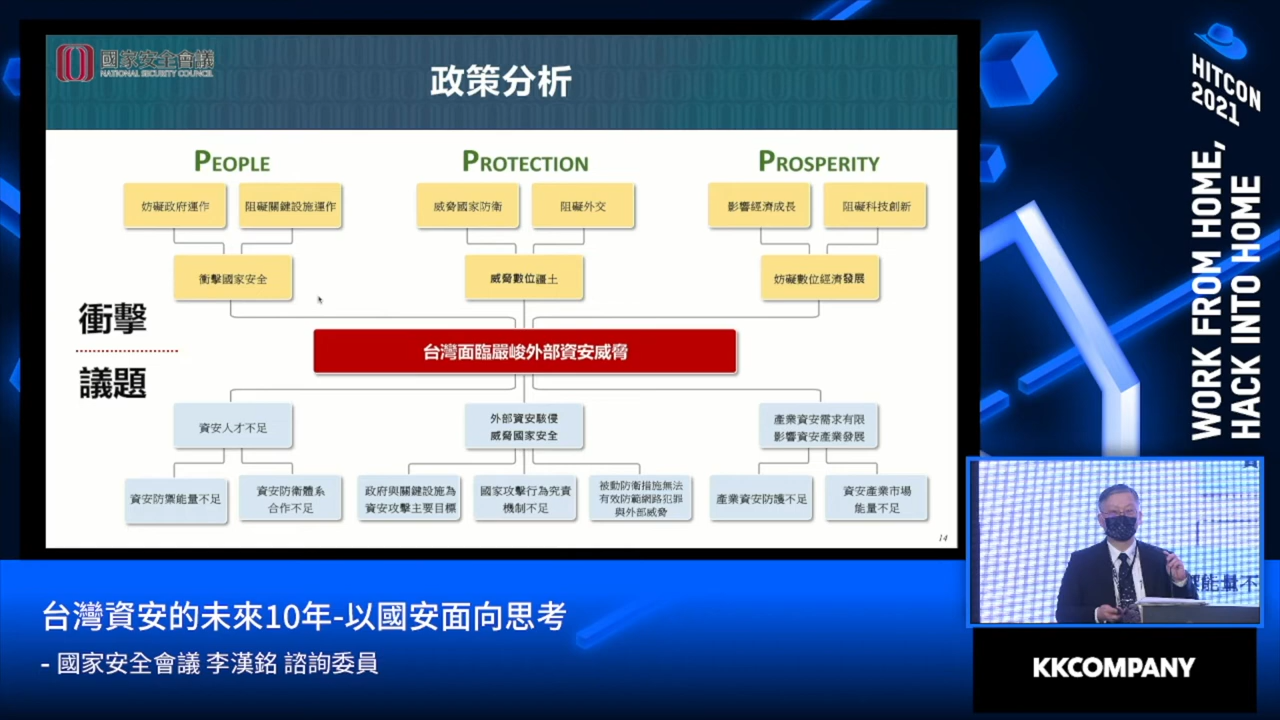 國家安全會議
NATIONAL SECURITY COUNCIL
政策分析
PEOPLE
PROTECTION
PROSPERITY
妨礙政府運作
阻礙關鍵設施運作
威脅國家防衛
阻礙外交
影響經濟成長
阻礙科技創新
衝擊國家安全
威脅數位疆土
妨礙數位經濟發展
衝擊
台灣面臨嚴峻外部資安威脅
議題
資安人才不足
外部資安駭侵
威脅國家安全
產業資安需求有限
影響資安產業發展
資安防禦能量不足
資安防衛體系
合作不足
政府與關鍵設施為
資安攻擊主要目標
國家攻擊行為究責
機制不足
被動防衛措施無法
有效防範網路犯罪
與外部威脅
產業資安防護不足
資安產業市場
能量不足
14
HITCON
2021
WORK FROM HOME,
HACK INTO HOME
能量不
台灣資安的未來10年-以國安面向思考
- 國家安全會議 李漢銘 諮詢委員
KKCOMPANY